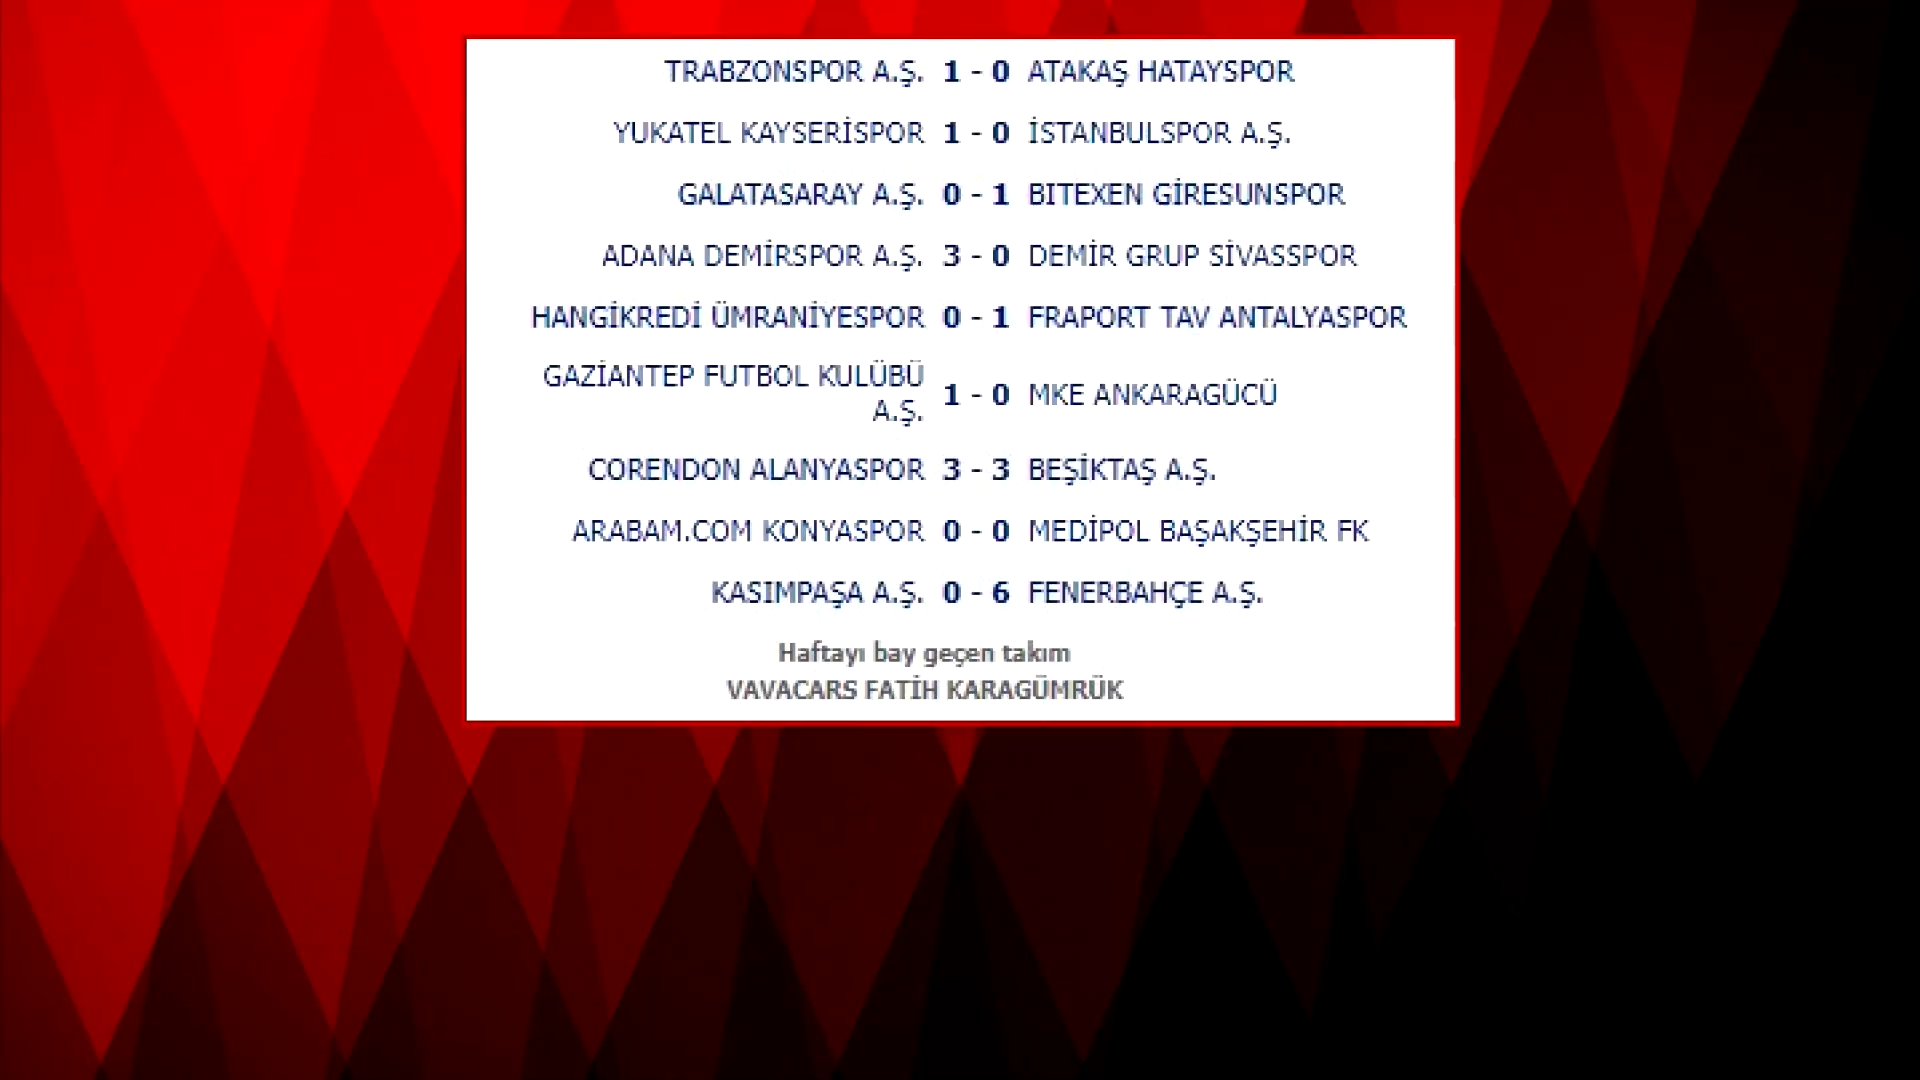 TRABZONSPOR A.Ş. 1 - 0 ATAKAŞ HATAYSPOR
YUKATEL KAYSERİSPOR 1 - 0 İSTANBULSPOR A.Ş.
GALATASARAY A.Ş. 0 - 1 BITEXEN GİRESUNSPOR
ADANA DEMİRSPOR A.Ş. 3 - 0 DEMİR GRUP SİVASSPOR
HANGİKREDİ ÜMRANİYESPOR 0 - 1 FRAPORT TAV ANTALYASPOR
GAZİANTEP FUTBOL KULÜBÜ
A.Ş. 1 - 0 MKE ANKARAGÜCÜ
CORENDON ALANYASPOR 3 - 3 BEŞİKTAŞ A.Ş.
ARABAM.COM KONYASPOR 0 - 0 MEDİPOL BAŞAKŞEHİR FK
KASIMPAŞA A.Ş. 0 - 6 FENERBAHÇE A.Ş.
Haftayı bay geçen takım
VAVACARS FATİH KARAGÜMRÜK